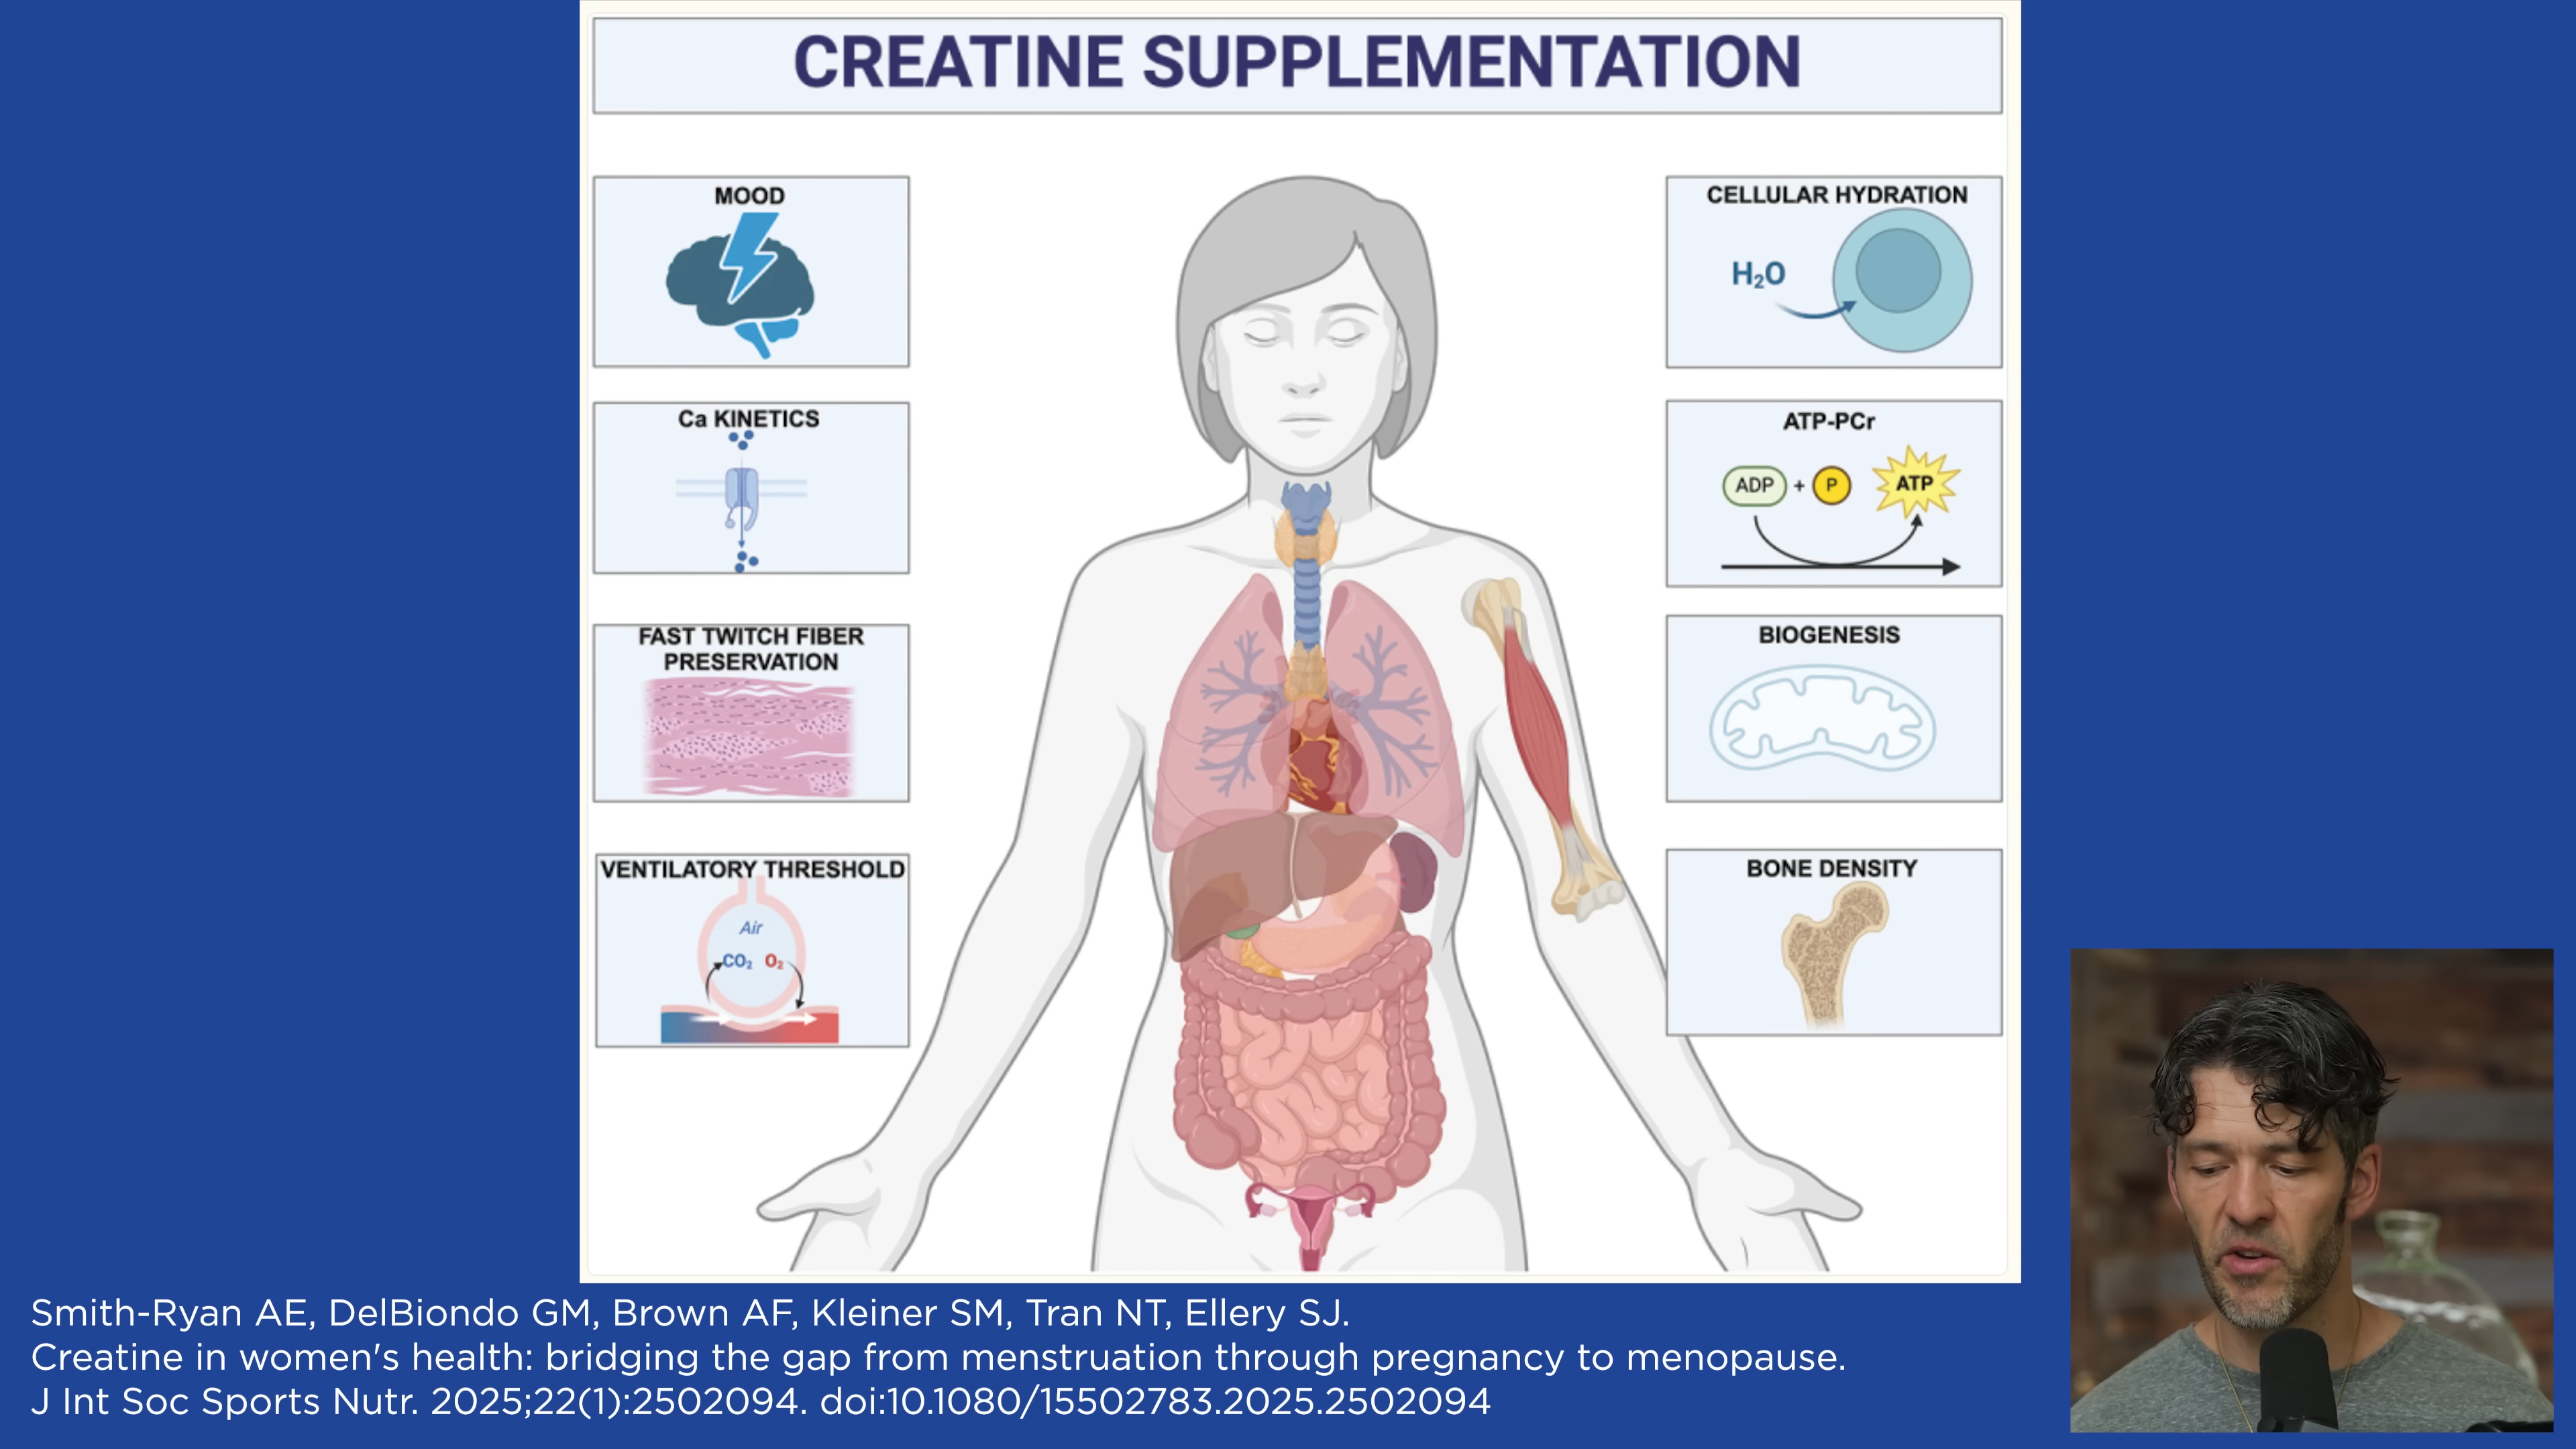 CREATINE SUPPLEMENTATION
MOOD
Ca KINETICS
FAST TWITCH FIBER
PRESERVATION
VENTILATORY THRESHOLD
Air
CO₂ O₂
CELLULAR HYDRATION
H₂O
ATP-PCr
ADP + P ATP
BIOGENESIS
BONE DENSITY
Smith-Ryan AE, DelBiondo GM, Brown AF, Kleiner SM, Tran NT, Ellery SJ.
Creatine in women's health: bridging the gap from menstruation through pregnancy to menopause.
J Int Soc Sports Nutr. 2025;22(1):2502094. doi:10.1080/15502783.2025.2502094